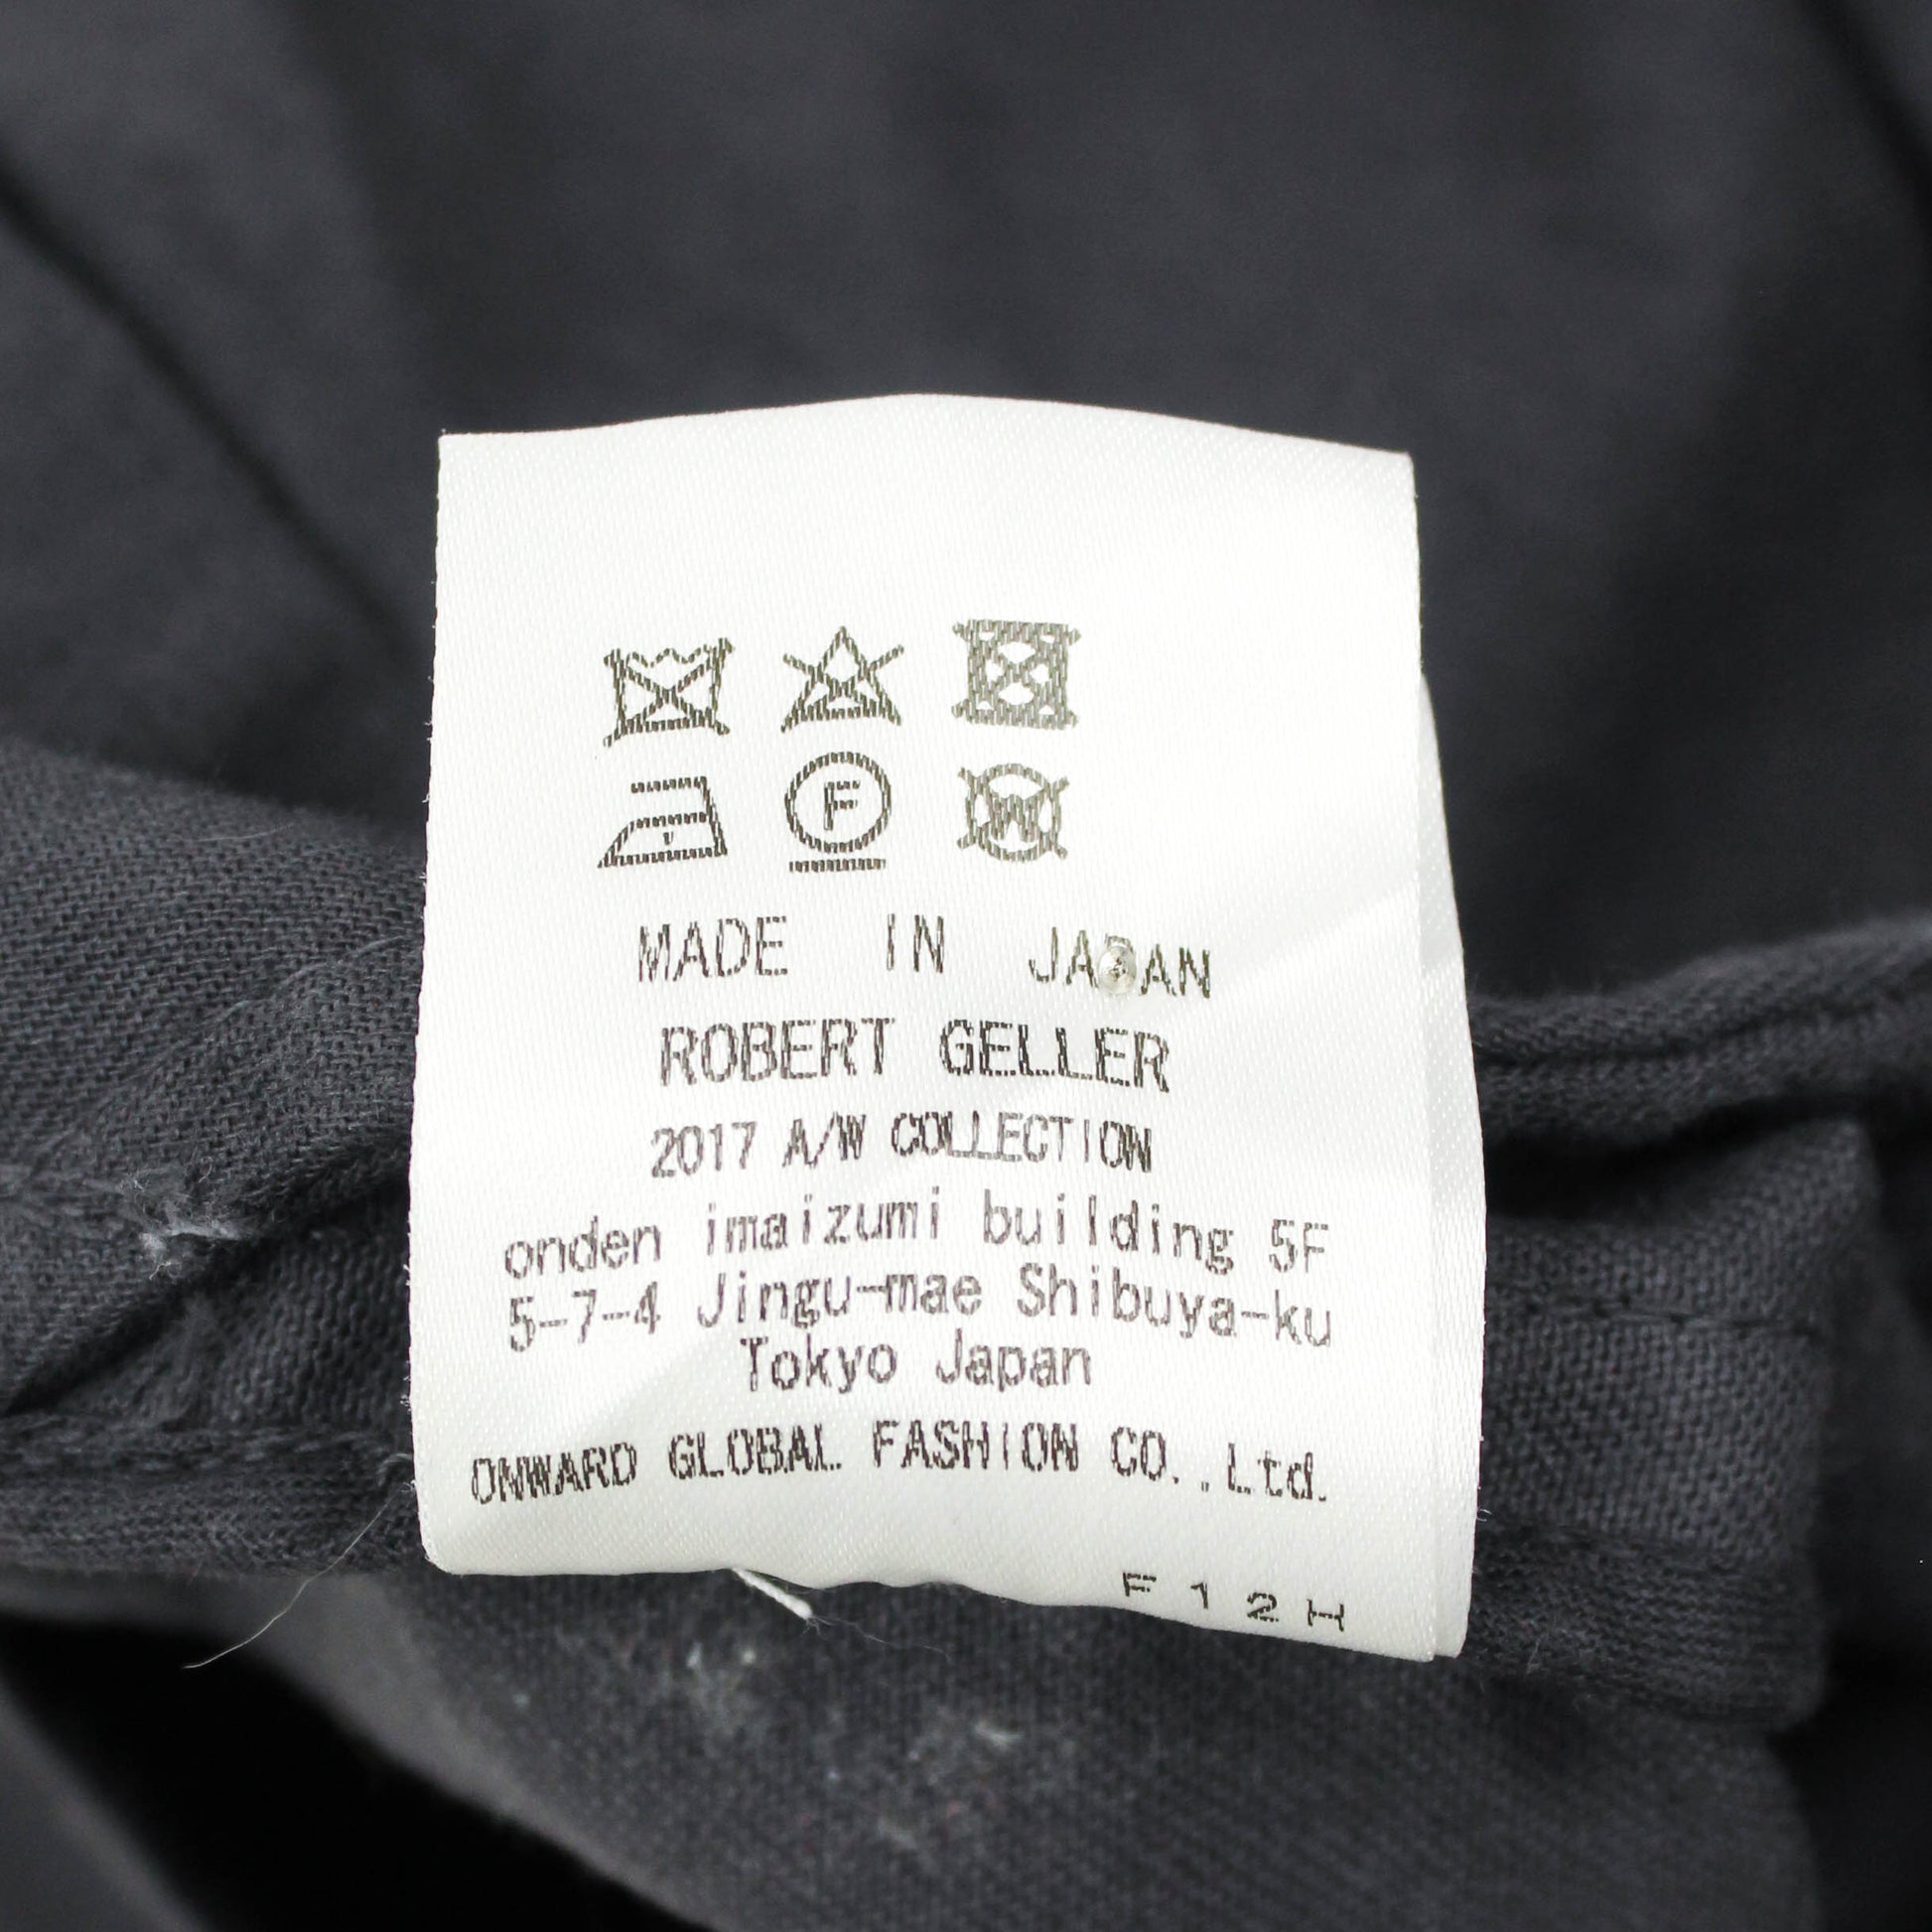 F
W
MADE IN JAPAN
ROBERT GELLER
2017 A/W COLLECTION
onden imaizumi building 5F
5-7-4 Jingu-mae Shibuya-ku
Tokyo Japan
ONWARD GLOBAL FASHION CO.,Ltd.
F12H